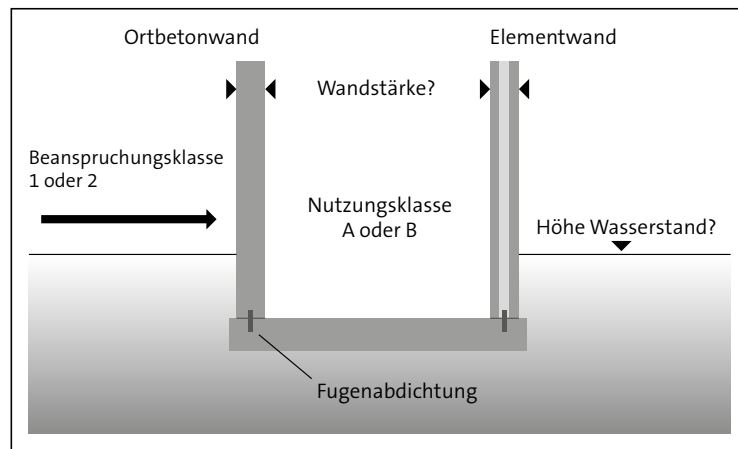 Ortbetonwand
Elementwand
Wandstärke?
Beanspruchungsklasse
1 oder 2
Nutzungsklasse
A oder B
Höhe Wasserstand?
Fugenabdichtung